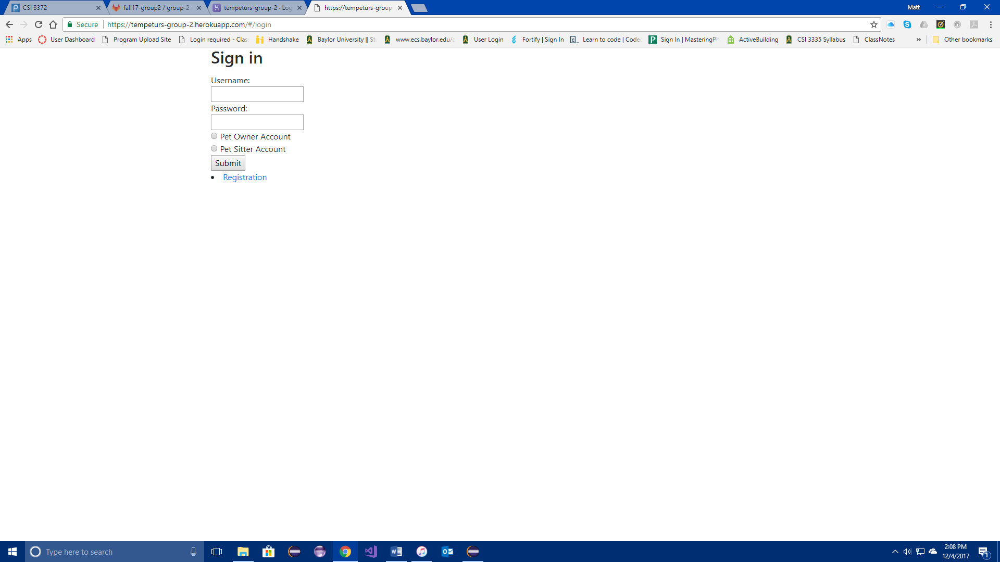 CSI 3372
fall17-group2 / group-2
tempeturs-group-2 · Log
https://tempeturs-group
Matt
Secure
https://tempeturs-group-2.herokuapp.com/#/login
Apps
User Dashboard
Program Upload Site
Login required - Clas
Handshake
Baylor University || St
www.ecs.baylor.edu/c
User Login
Fortify | Sign In
Learn to code | Code
Sign In | MasteringPh
ActiveBuilding
CSI 3335 Syllabus
ClassNotes
»
Other bookmarks
Sign in
Username:
Password:
Pet Owner Account
Pet Sitter Account
Submit
• Registration
Type here to search
2:08 PM
12/4/2017
1